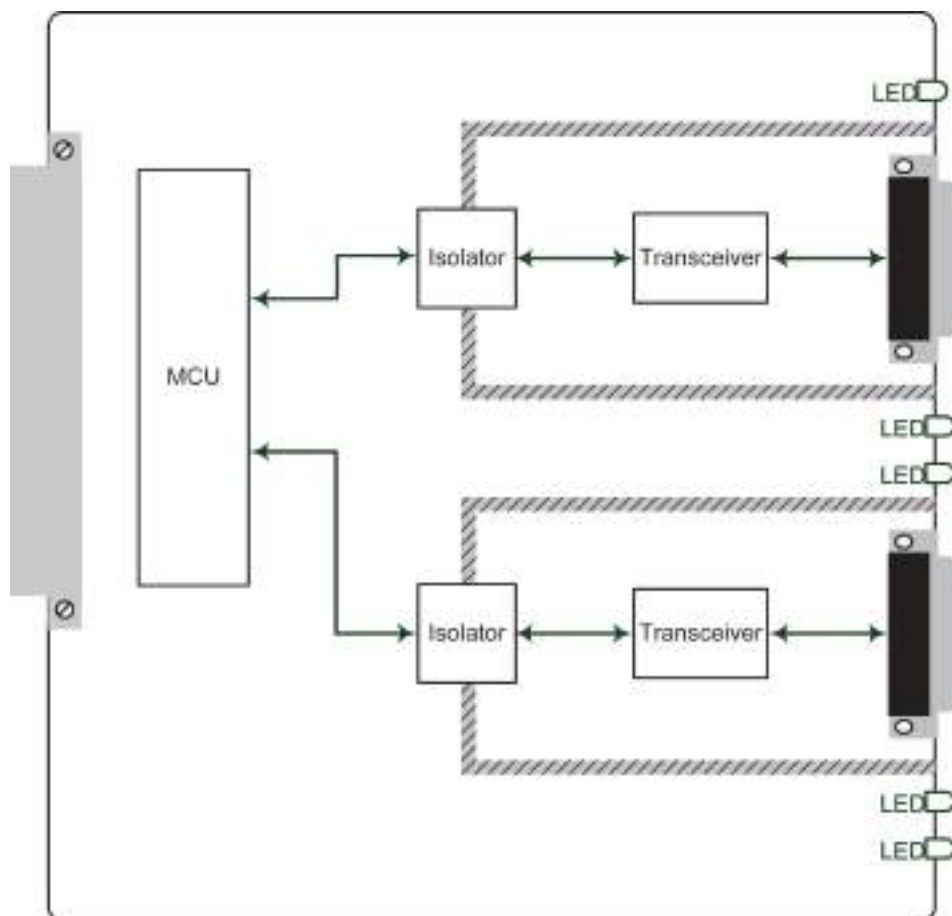 LED
Isolator
Transceiver
MCU
LED
LED
Isolator
Transceiver
LED
LED